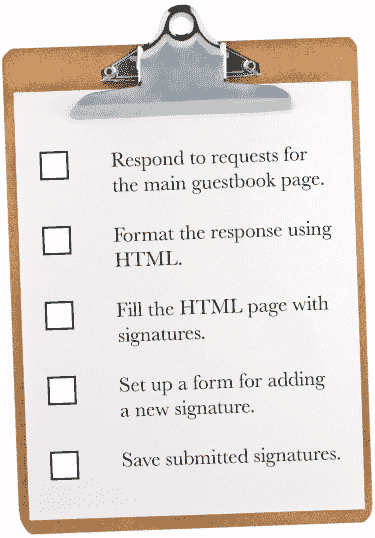 Respond to requests for
the main guestbook page.
Format the response using
HTML.
Fill the HTML page with
signatures.
Set up a form for adding
a new signature.
Save submitted signatures.